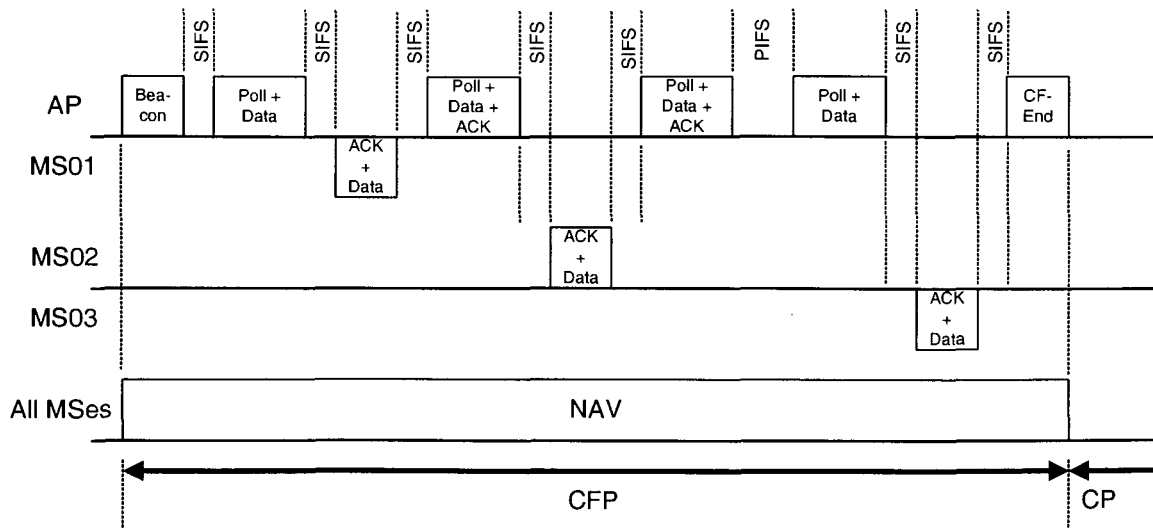 SIFS
SIFS
SIFS
SIFS
SIFS
PIFS
SIFS
SIFS
AP
Bea-
con
Poll +
Data
Poll +
Data +
ACK
Poll +
Data +
ACK
Poll +
Data
CF-
End
MS01
ACK
+
Data
MS02
ACK
+
Data
MS03
ACK
+
Data
All MSes
NAV
CFP
CP